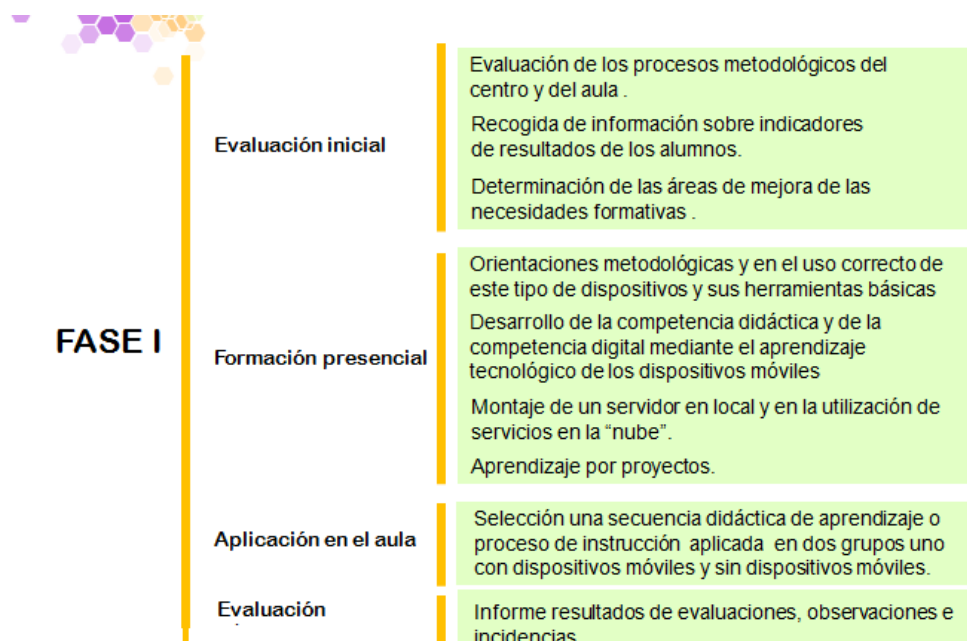 FASE I
Evaluación inicial
Evaluación de los procesos metodológicos del
centro y del aula .
Recogida de información sobre indicadores
de resultados de los alumnos.
Determinación de las áreas de mejora de las
necesidades formativas .
Formación presencial
Orientaciones metodológicas y en el uso correcto de
este tipo de dispositivos y sus herramientas básicas
Desarrollo de la competencia didáctica y de la
competencia digital mediante el aprendizaje
tecnológico de los dispositivos móviles
Montaje de un servidor en local y en la utilización de
servicios en la “nube”.
Aprendizaje por proyectos.
Aplicación en el aula
Selección una secuencia didáctica de aprendizaje o
proceso de instrucción aplicada en dos grupos uno
con dispositivos móviles y sin dispositivos móviles.
Evaluación
Informe resultados de evaluaciones, observaciones e
incidencias